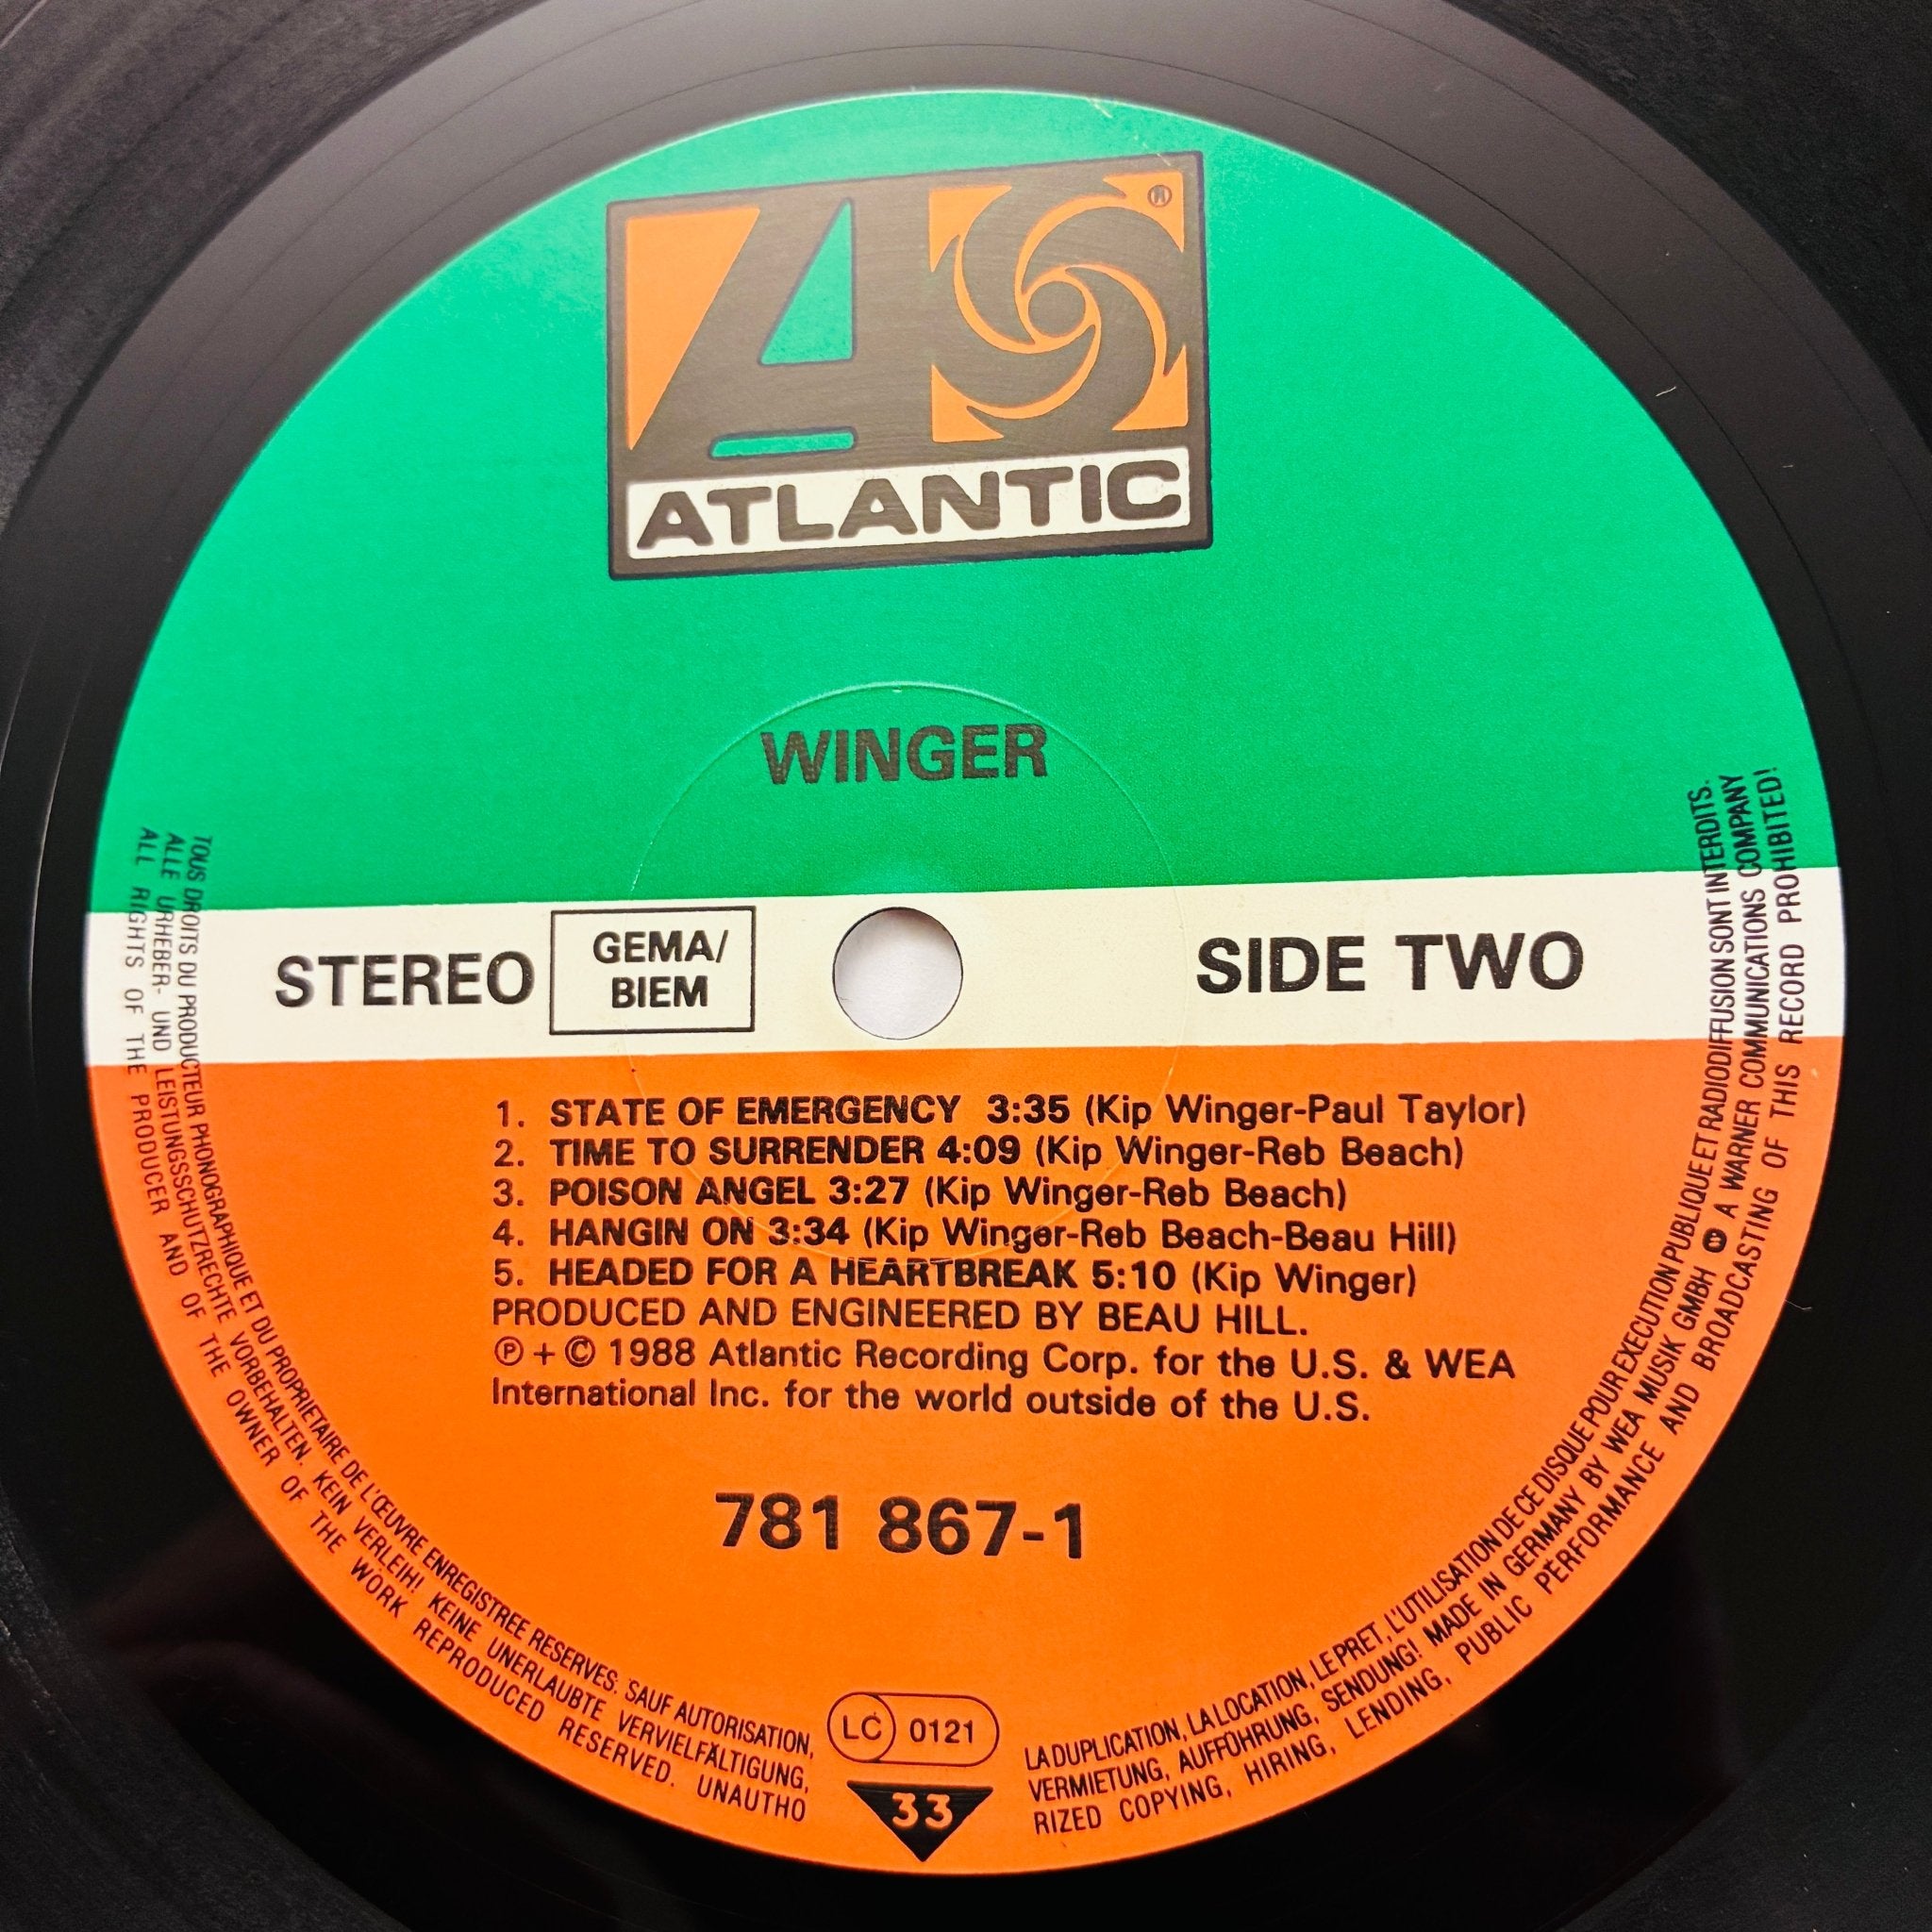 ATLANTIC
®
WINGER
STEREO
GEMA/
BIEM
SIDE TWO
1. STATE OF EMERGENCY 3:35 (Kip Winger-Paul Taylor)
2. TIME TO SURRENDER 4:09 (Kip Winger-Reb Beach)
3. POISON ANGEL 3:27 (Kip Winger-Reb Beach)
4. HANGIN ON 3:34 (Kip Winger-Reb Beach-Beau Hill)
5. HEADED FOR A HEARTBREAK 5:10 (Kip Winger)
PRODUCED AND ENGINEERED BY BEAU HILL.
℗ + © 1988 Atlantic Recording Corp. for the U.S. & WEA
International Inc. for the world outside of the U.S.
781 867-1
LC 0121
33
TOUS DROITS DU PRODUCTEUR PHONOGRAPHIQUE ET DU PROPRIETAIRE DE L'ŒUVRE ENREGISTREE RESERVES. SAUF AUTORISATION, LA DUPLICATION, LA LOCATION, LE PRET, L'UTILISATION DE CE DISQUE POUR EXECUTION PUBLIQUE ET RADIODIFFUSION SONT INTERDITS.
ALLE URHEBER- UND LEISTUNGSSCHUTZRECHTE VORBEHALTEN. KEIN VERLEIH! KEINE UNERLAUBTE VERVIELFÄLTIGUNG, VERMIETUNG, AUFFÜHRUNG, SENDUNG! MADE IN GERMANY BY WEA MUSIK GMBH A WARNER COMMUNICATIONS COMPANY
ALL RIGHTS OF THE PRODUCER AND OF THE OWNER OF THE WORK REPRODUCED RESERVED. UNAUTHORIZED COPYING, HIRING, LENDING, PUBLIC PERFORMANCE AND BROADCASTING OF THIS RECORD PROHIBITED!